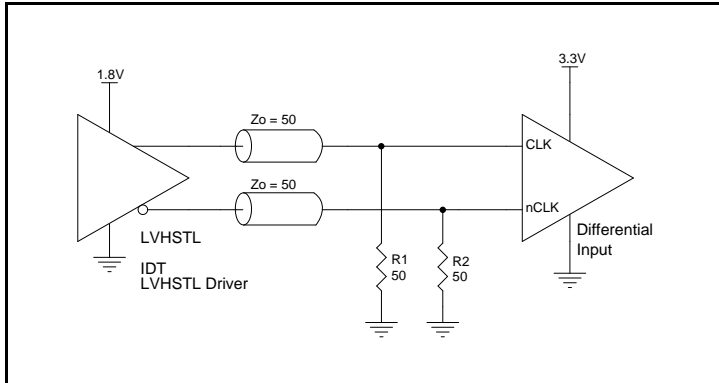 1.8V
3.3V
Zo = 50
CLK
Zo = 50
nCLK
LVHSTL
IDT
LVHSTL Driver
R1
50
R2
50
Differential
Input